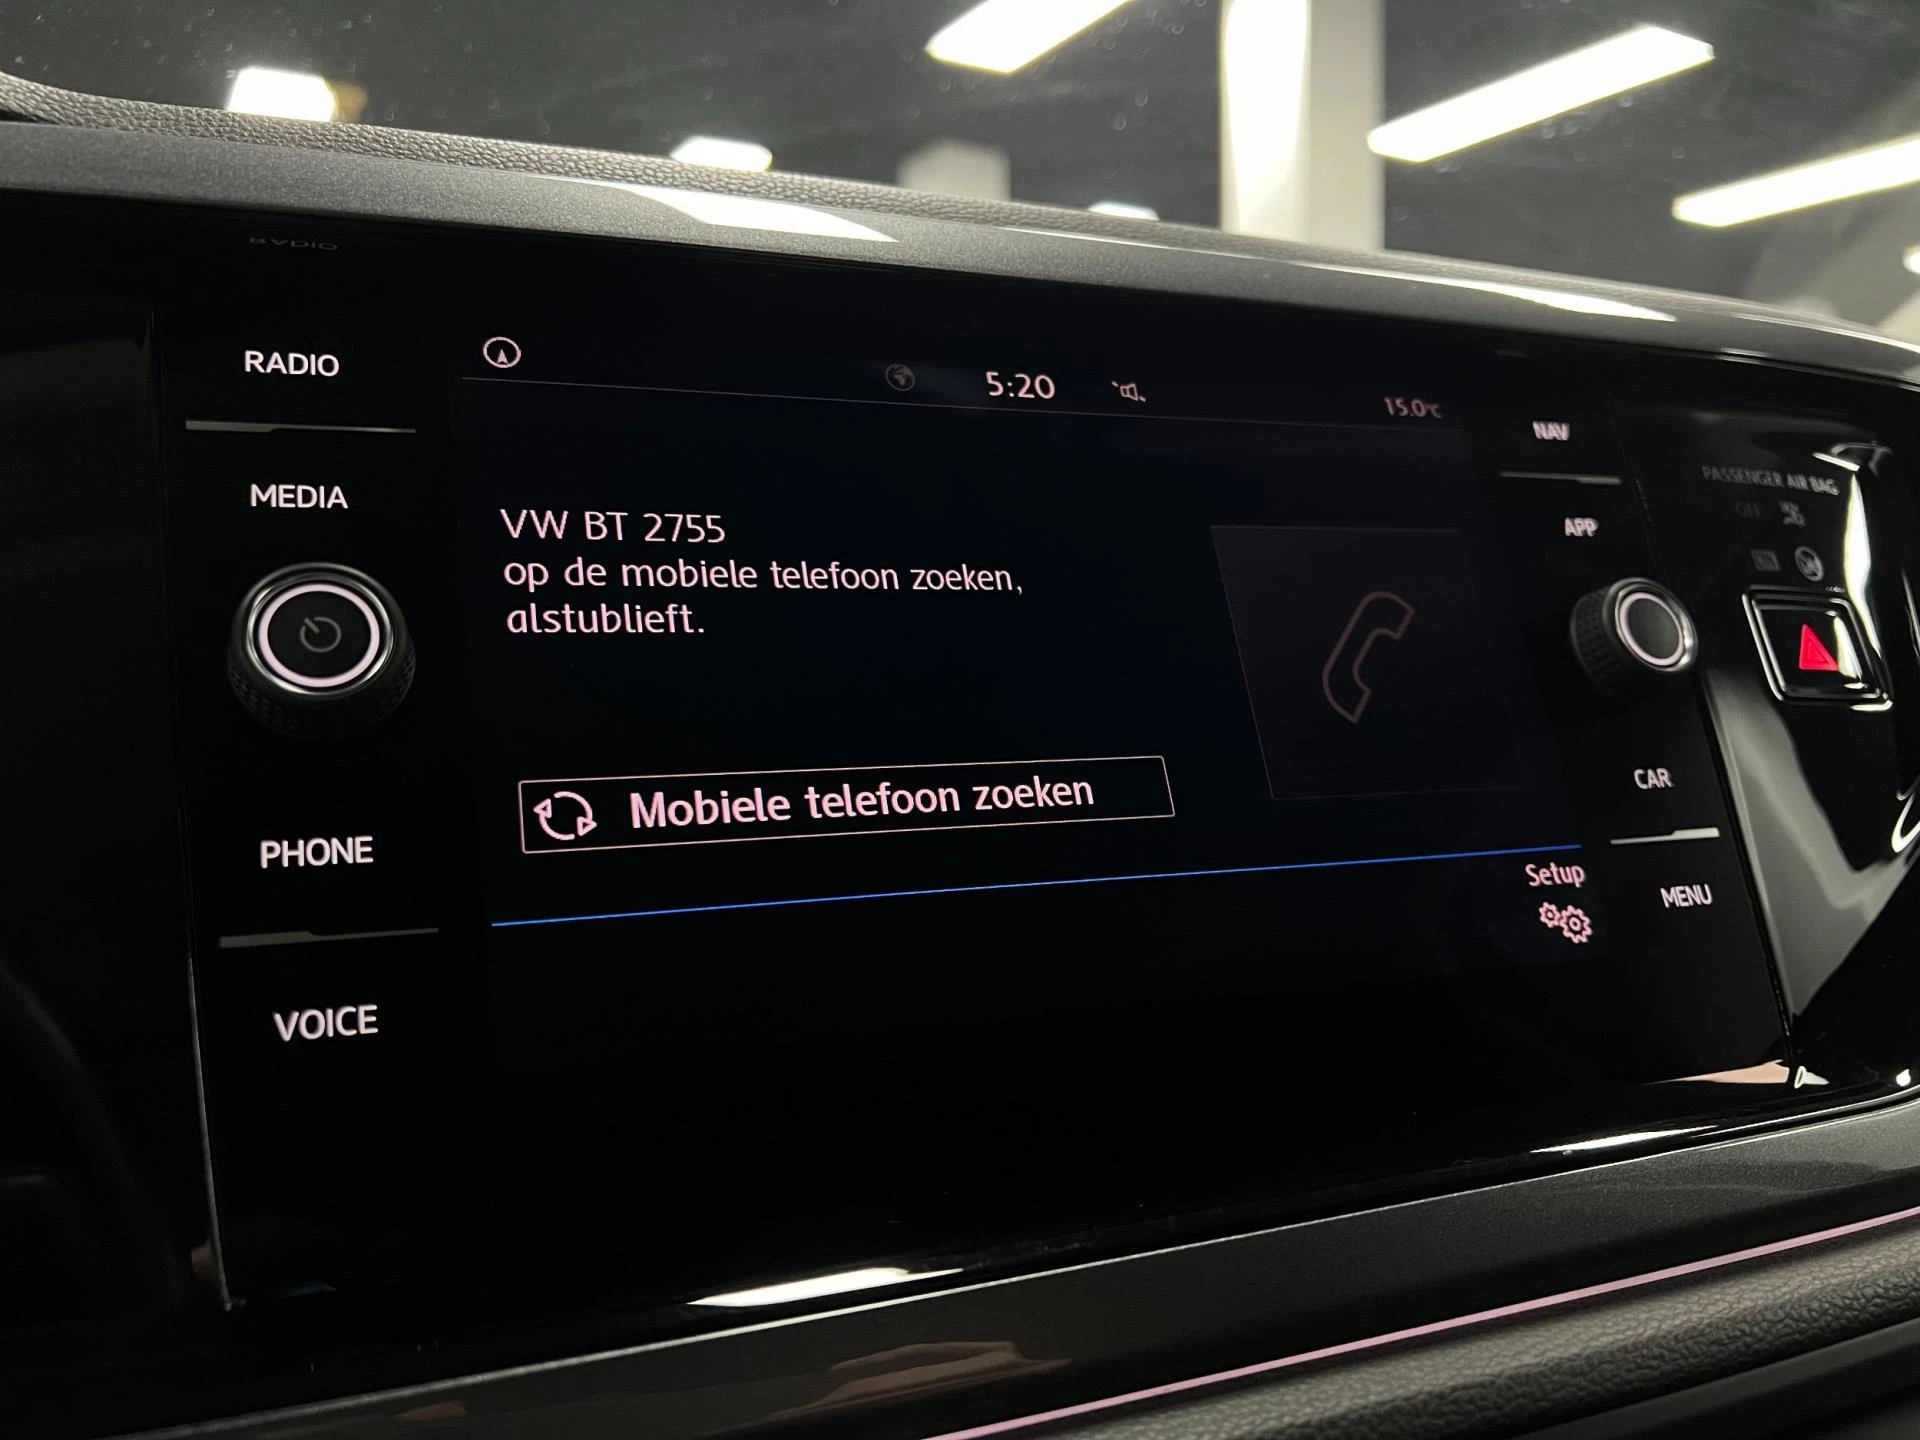 RADIO
MEDIA
PHONE
VOICE
5:20
15.0°C
VW BT 2755
op de mobiele telefoon zoeken,
alstublieft.
Mobiele telefoon zoeken
Setup
NAV
APP
CAR
MENU
PASSENGER AIR BAG
OFF